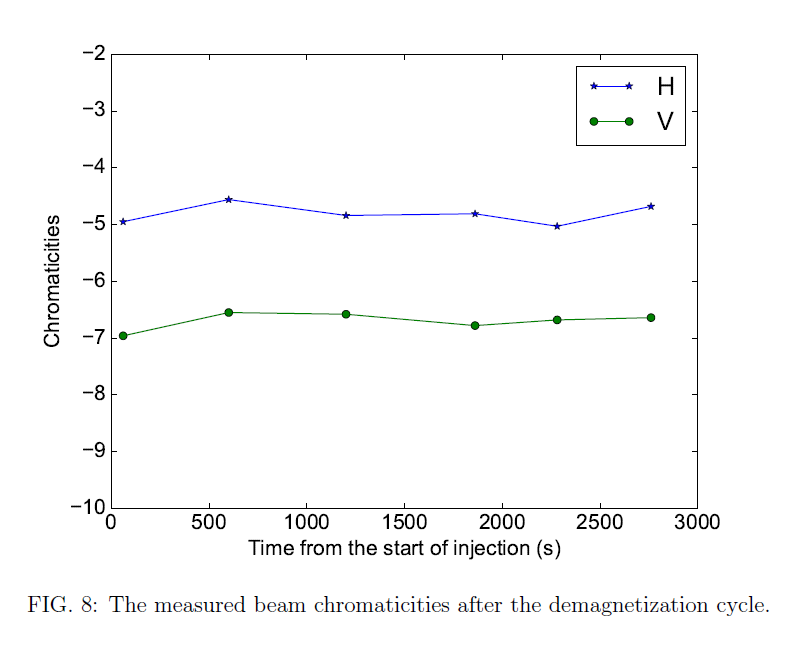 −2
−3
−4
−5
−6
−7
−8
−9
−10
0 500 1000 1500 2000 2500 3000
Chromaticities
Time from the start of injection (s)
H
V
FIG. 8: The measured beam chromaticities after the demagnetization cycle.